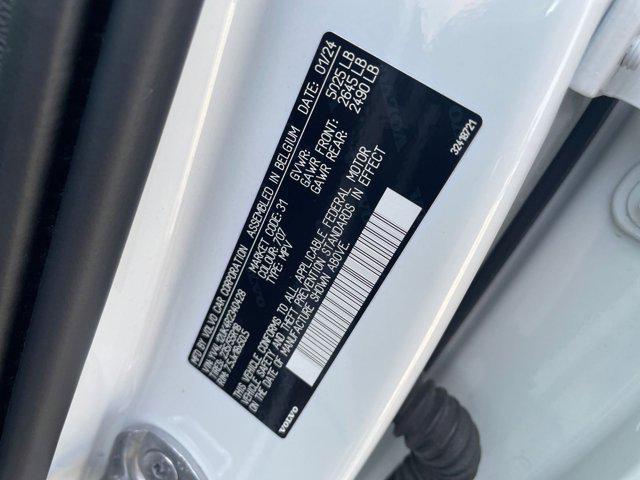 MFD BY VOLVO CAR CORPORATION ASSEMBLED IN BELGIUM DATE: 01/24
MARKET CODE: 31
COLOUR: 707
TYPE: MPV
GVWR: 5025 LB
GAWR FRONT: 2645 LB
GAWR REAR: 2490 LB
THIS VEHICLE CONFORMS TO ALL APPLICABLE FEDERAL MOTOR
VEHICLE SAFETY AND THEFT PREVENTION STANDARDS IN EFFECT
ON THE DATE OF MANUFACTURE SHOWN ABOVE.
VOLVO
32418721